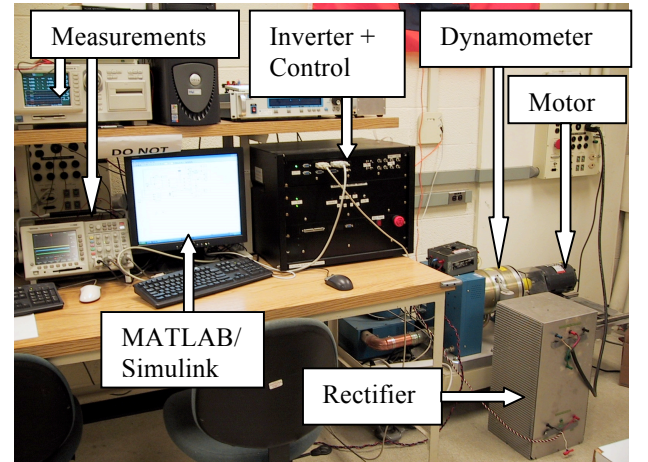 Measurements
Inverter +
Control
Dynamometer
Motor
DO NOT
MATLAB/
Simulink
Rectifier